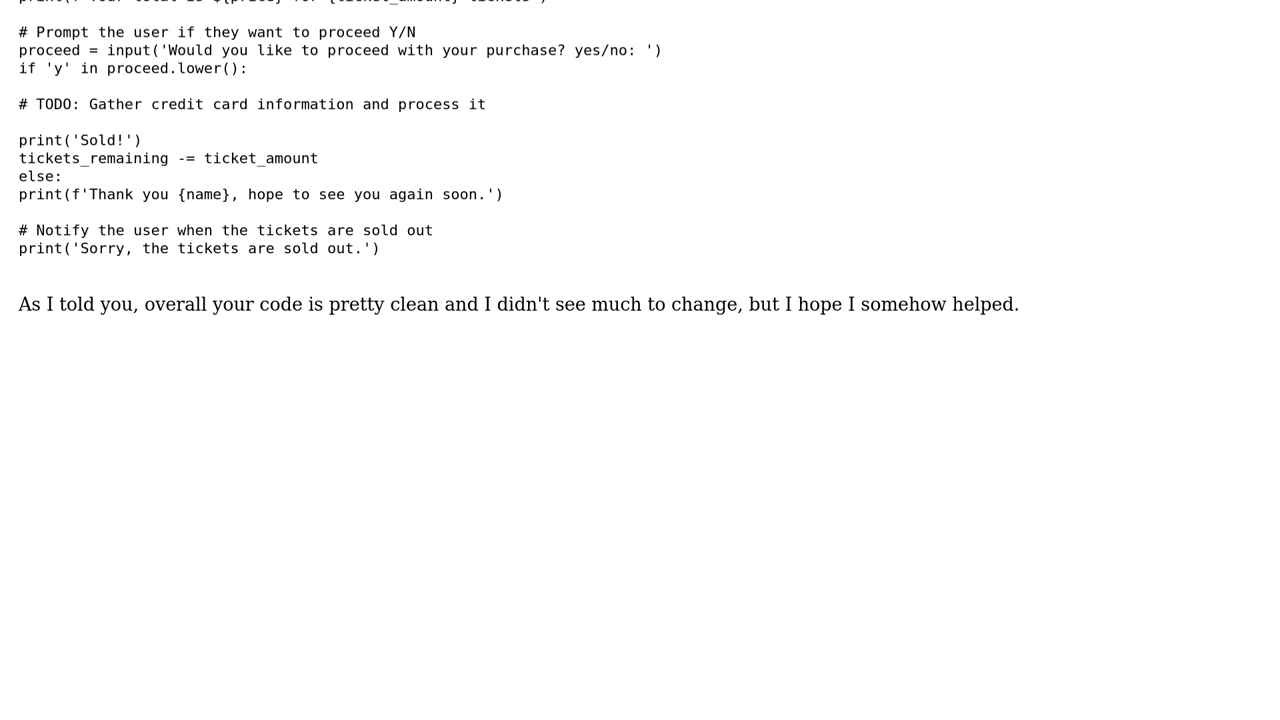 # Prompt the user if they want to proceed Y/N
proceed = input('Would you like to proceed with your purchase? yes/no: ')
if 'y' in proceed.lower():
# TODO: Gather credit card information and process it
print('Sold!')
tickets_remaining -= ticket_amount
else:
print(f'Thank you {name}, hope to see you again soon.')
# Notify the user when the tickets are sold out
print('Sorry, the tickets are sold out.')
As I told you, overall your code is pretty clean and I didn't see much to change, but I hope I somehow helped.